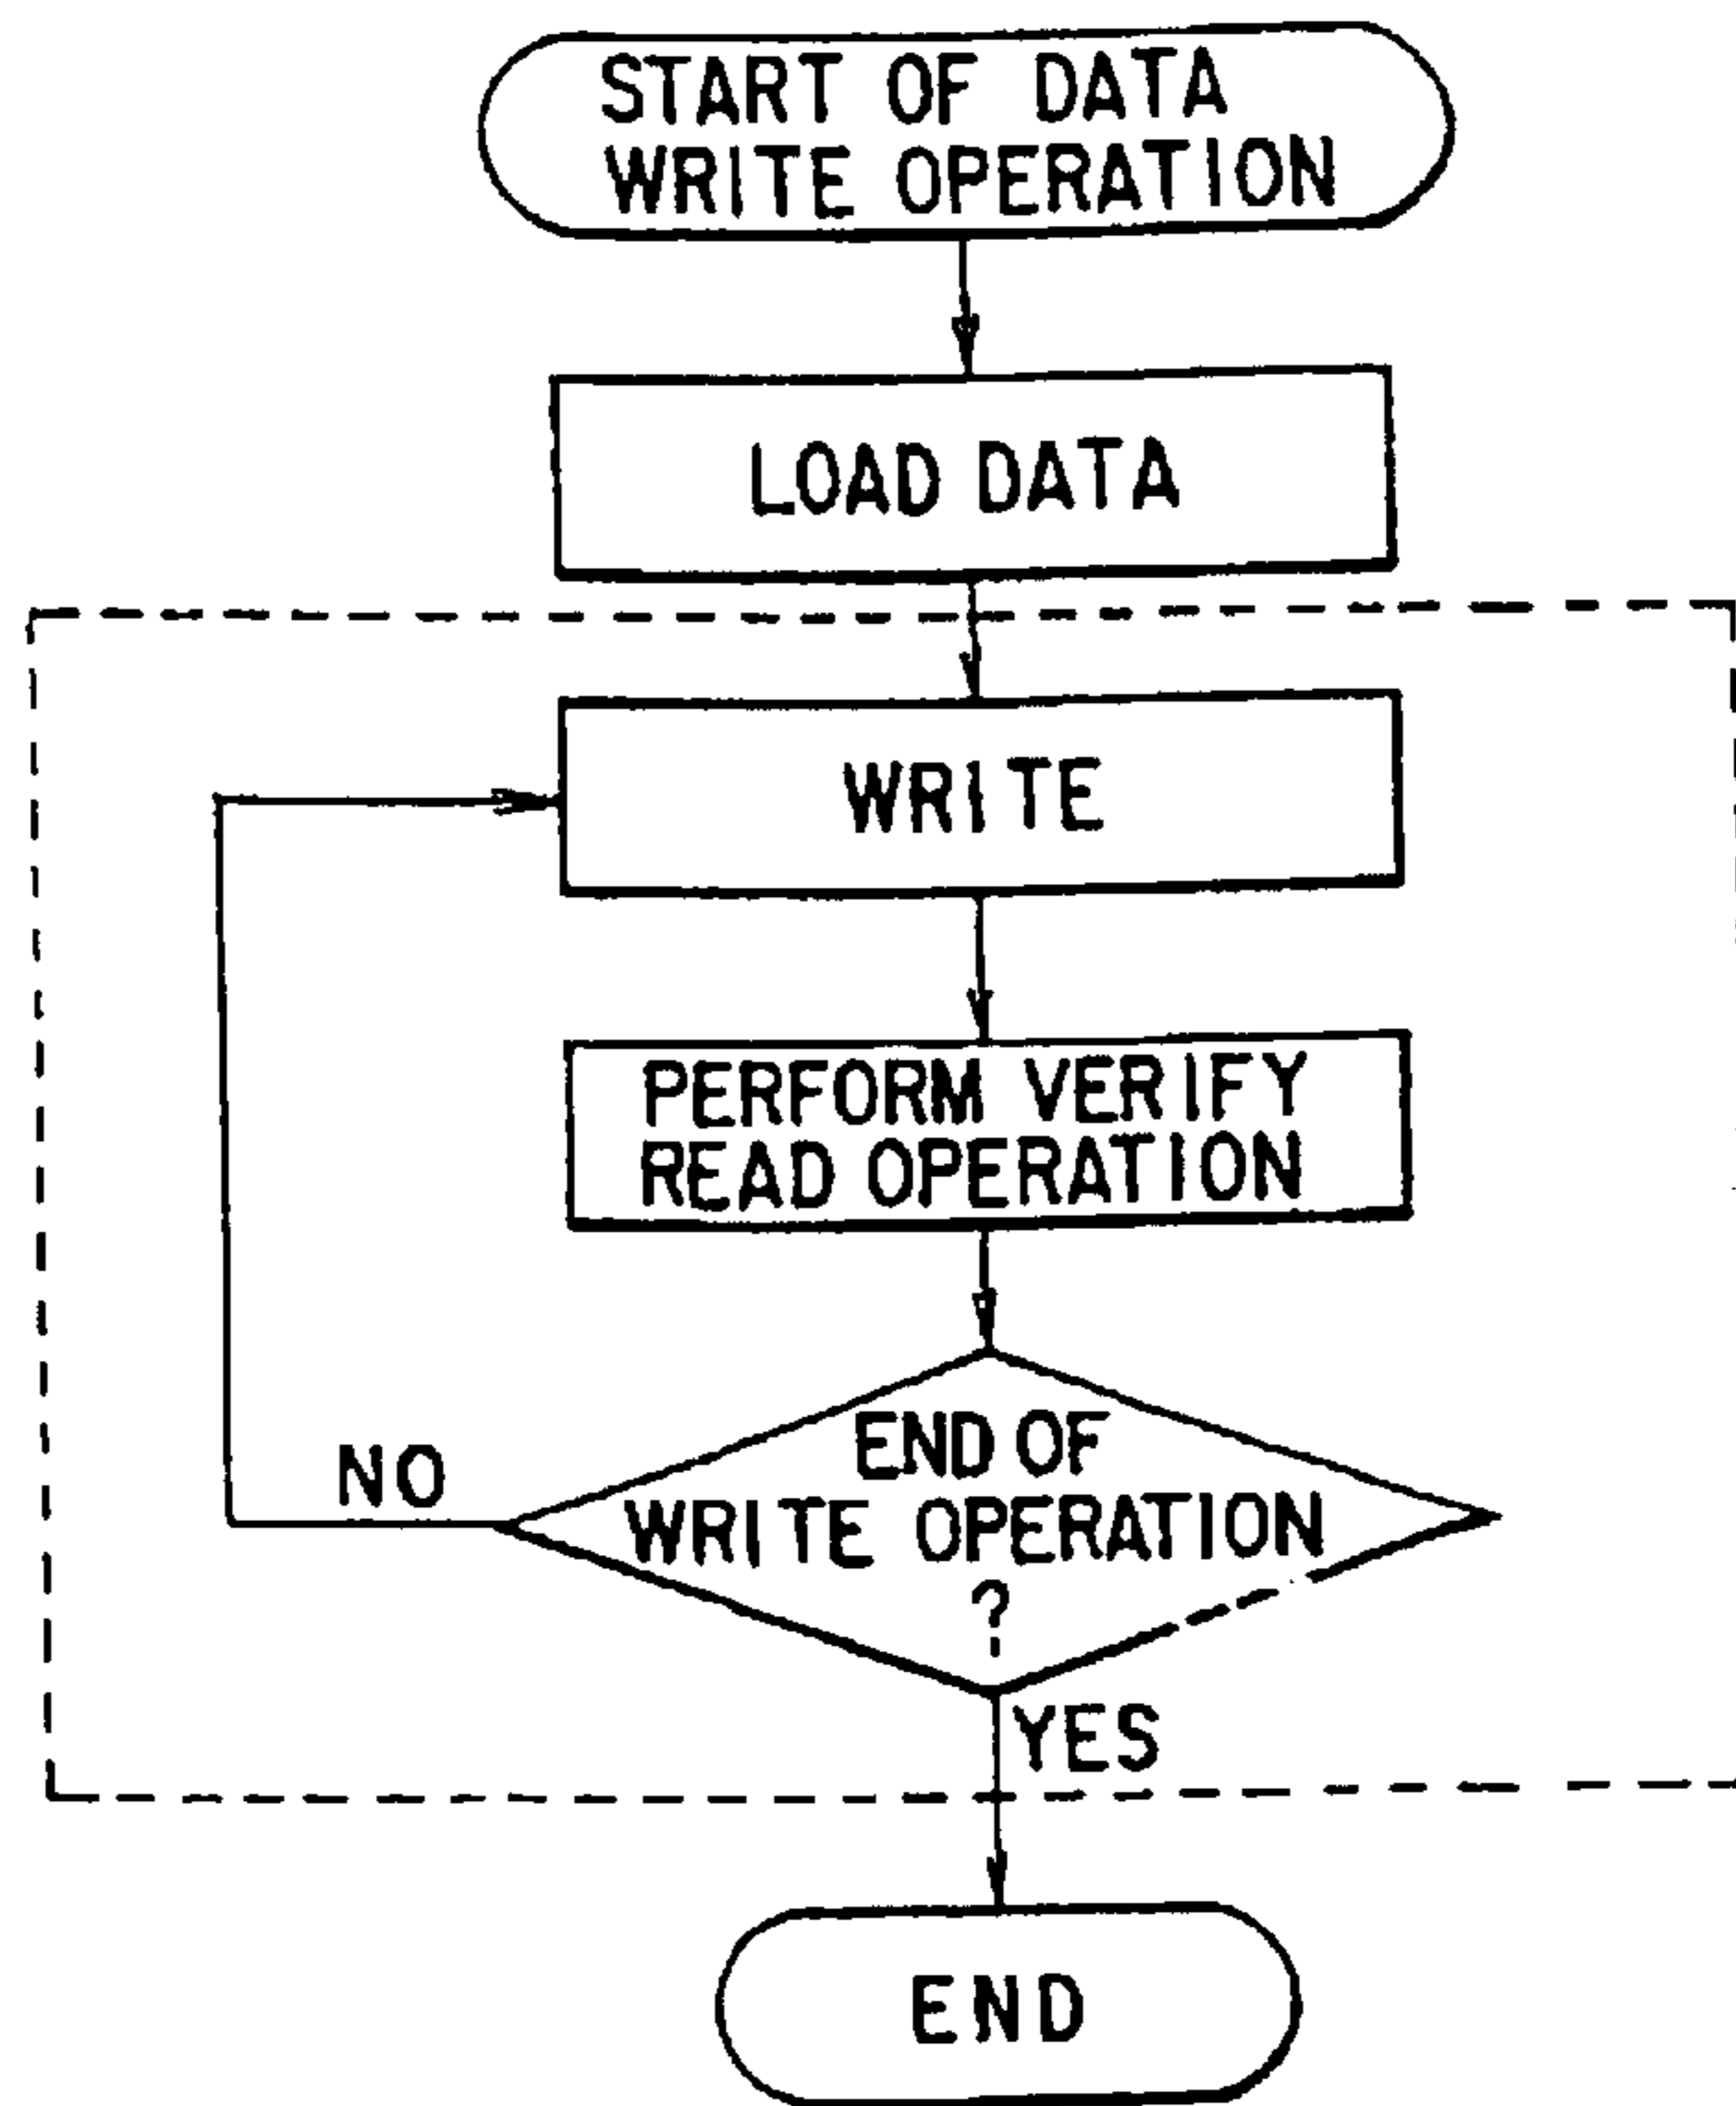 START OF DATA
WRITE OPERATION
LOAD DATA
WRITE
PERFORM VERIFY
READ OPERATION
END OF
WRITE OPERATION
?
NO
YES
END